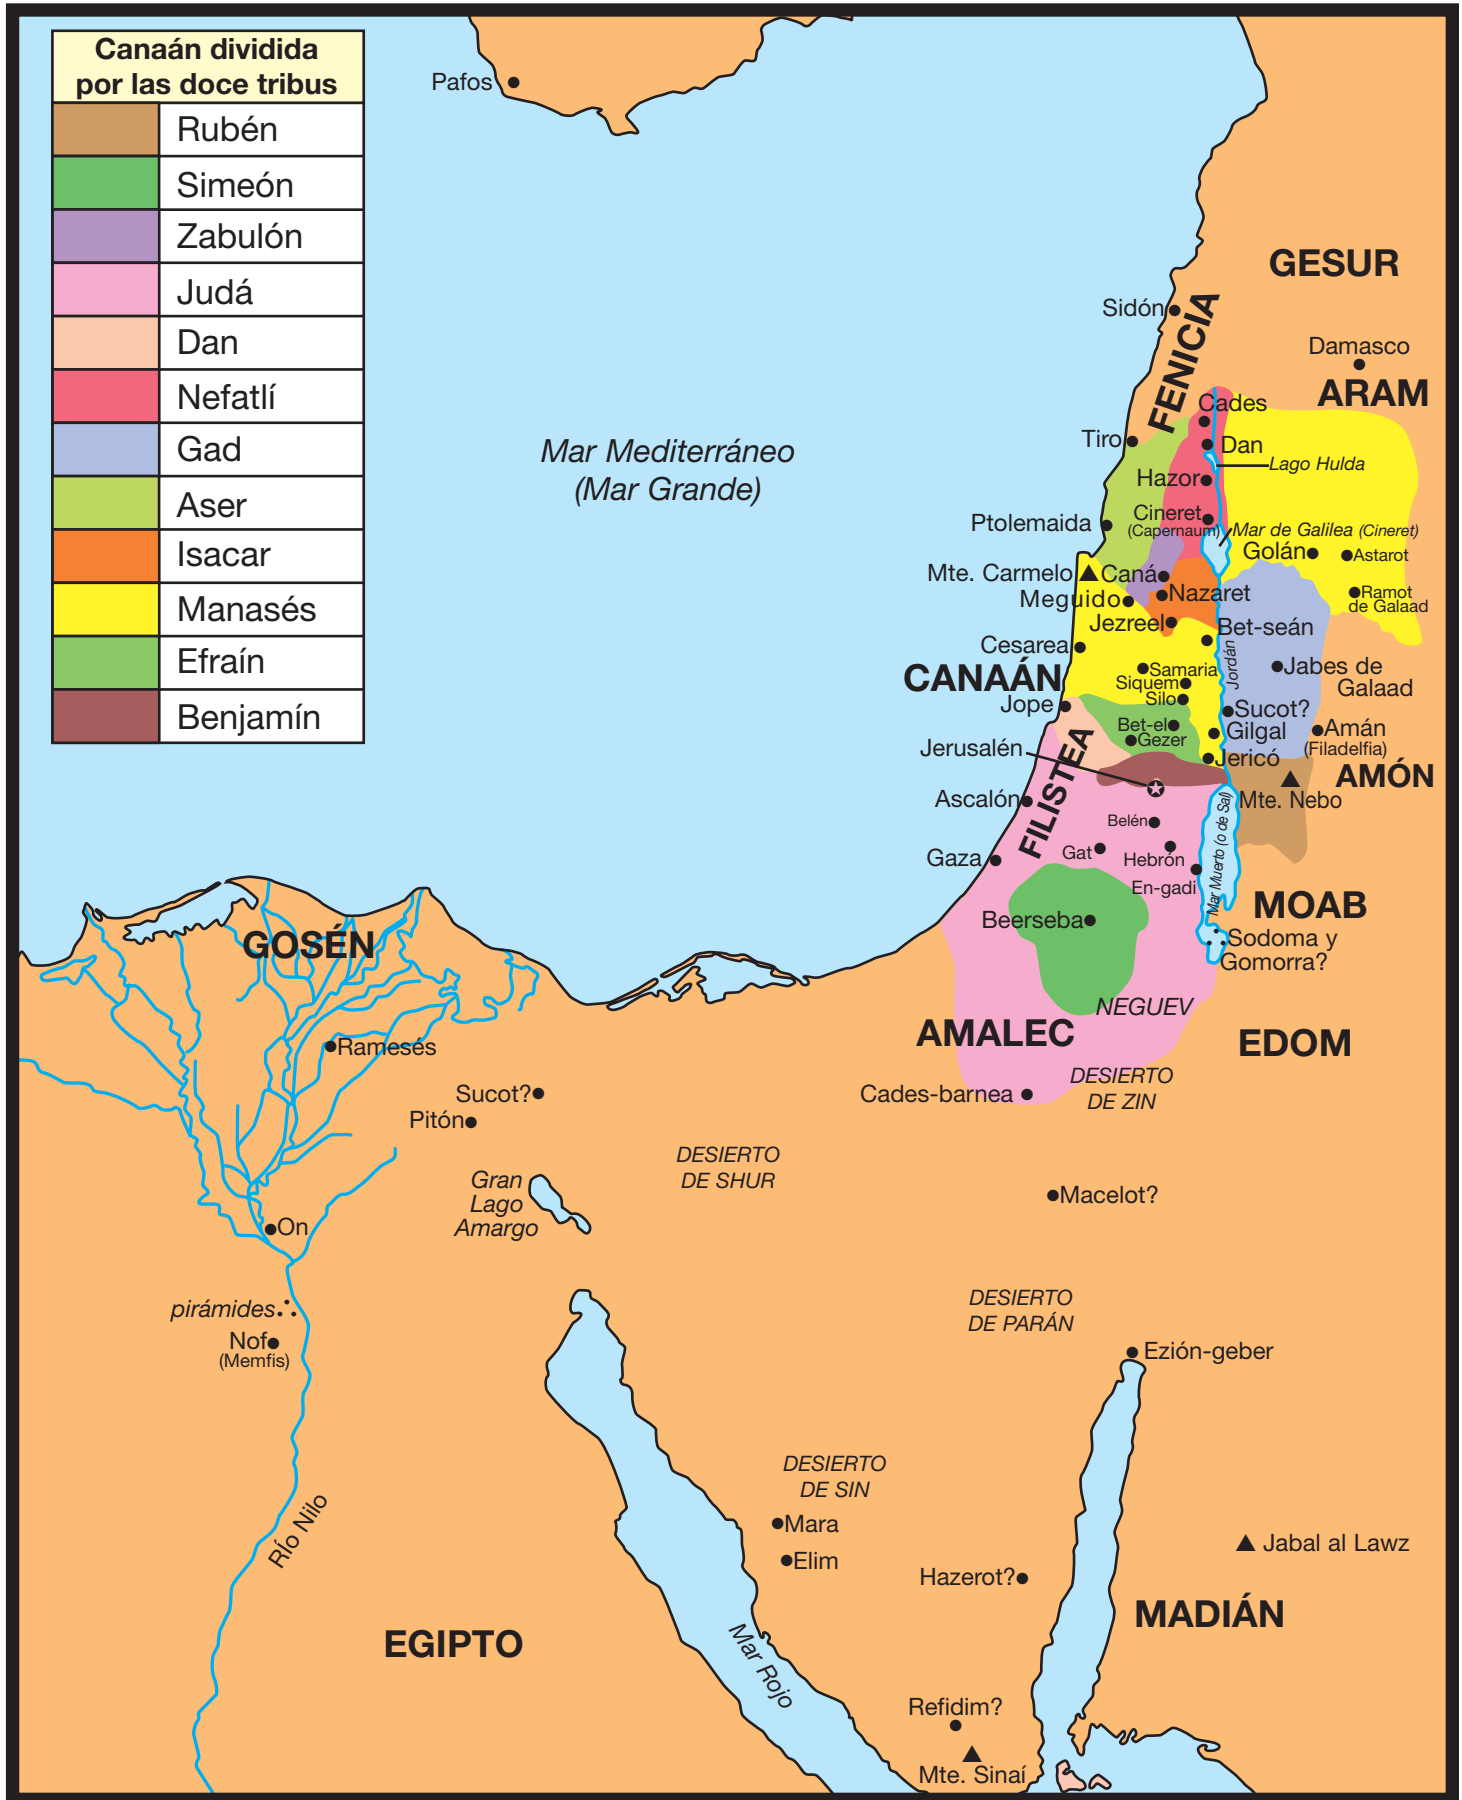 Canaán dividida
por las doce tribus
Rubén
Simeón
Zabulón
Judá
Dan
Nefatlí
Gad
Aser
Isacar
Manasés
Efraín
Benjamín
Pafos
GESUR
Sidón
FENICIA
Damasco
ARAM
Cades
Tiro
Dan
Mar Mediterráneo
(Mar Grande)
Lago Hulda
Hazor
Cineret
(Capernaum)
Ptolemaida
Mar de Galilea (Cineret)
Golán
Astarot
Mte. Carmelo
Caná
Meguido
Nazaret
Ramot
de Galaad
Jezreel
Bet-seán
Cesarea
Jordán
CANAÁN
Samaria
Siquem
Silo
Jabes de
Galaad
Jope
Sucot?
Bet-el
Gezer
Gilgal
Amán
(Filadelfia)
Jerusalén
FILISTEA
Jericó
AMÓN
Ascalón
Mte. Nebo
Belén
Mar Muerto (o de Sal)
Gaza
Gat
Hebrón
En-gadi
MOAB
Beerseba
Sodoma y
Gomorra?
GOSÉN
NEGUEV
AMALEC
EDOM
Ramesés
Sucot?
Pitón
Cades-barnea
DESIERTO
DE ZIN
DESIERTO
DE SHUR
Gran
Lago
Amargo
Macelot?
On
pirámides
Nof
(Memfis)
DESIERTO
DE PARÁN
Ezión-geber
DESIERTO
DE SIN
RÍo Nilo
Mara
Elim
Jabal al Lawz
Hazerot?
MADIÁN
EGIPTO
Mar Rojo
Refidim?
Mte. Sinaí